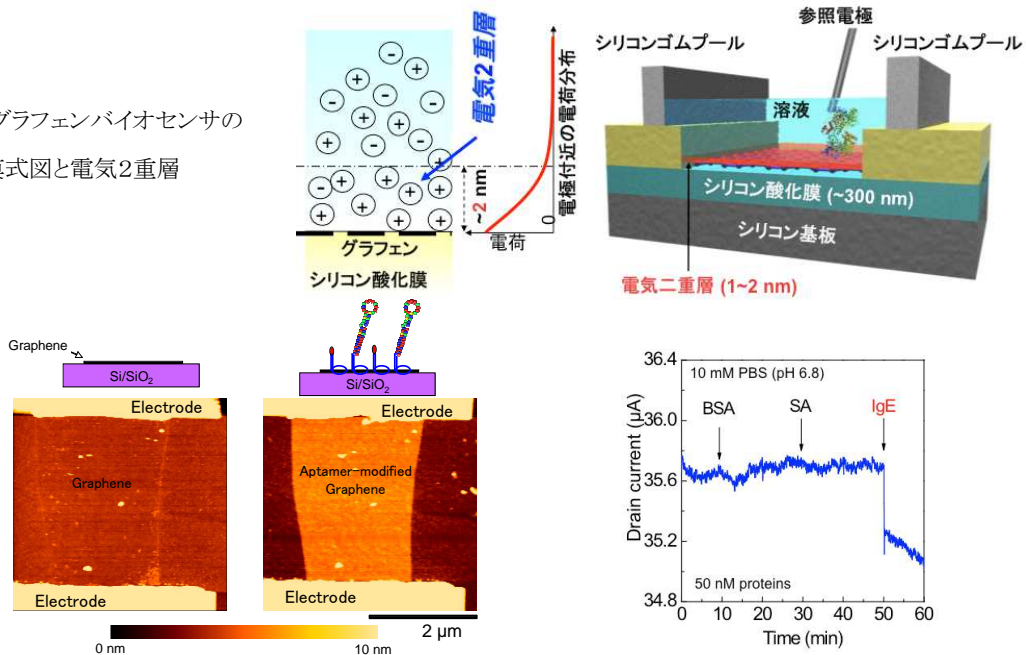 グラフェンバイオセンサの
式図と電気2重層
電気2重層
~2 nm
電極付近の電荷分布
0
電荷
グラフェン
シリコン酸化膜
参照電極
シリコンゴムプール
シリコンゴムプール
溶液
シリコン酸化膜 (~300 nm)
シリコン基板
電気二重層 (1~2 nm)
Graphene
Si/SiO2
Electrode
Graphene
Electrode
Si/SiO2
Electrode
Aptamer-modified
Graphene
Electrode
2 μm
0 nm
10 nm
36.4
36.0
35.6
35.2
34.8
Drain current (μA)
10 mM PBS (pH 6.8)
BSA
SA
IgE
50 nM proteins
0
10
20
30
40
50
60
Time (min)